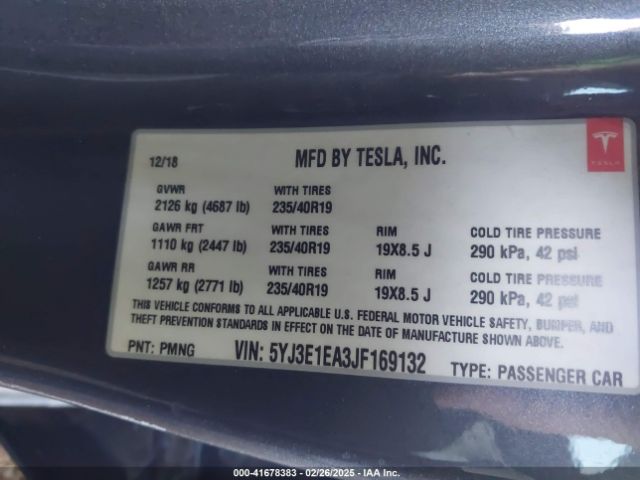 12/18 MFD BY TESLA, INC.
GVWR WITH TIRES
2126 kg (4687 lb) 235/40R19
GAWR FRT WITH TIRES RIM COLD TIRE PRESSURE
1110 kg (2447 lb) 235/40R19 19X8.5 J 290 kPa, 42 psi
GAWR RR WITH TIRES RIM COLD TIRE PRESSURE
1257 kg (2771 lb) 235/40R19 19X8.5 J 290 kPa, 42 psi
THIS VEHICLE CONFORMS TO ALL APPLICABLE U.S. FEDERAL MOTOR VEHICLE SAFETY, BUMPER, AND
THEFT PREVENTION STANDARDS IN EFFECT ON THE DATE OF MANUFACTURE SHOWN ABOVE.
PNT: PMNG VIN: 5YJ3E1EA3JF169132 TYPE: PASSENGER CAR
000-41678383 - 02/26/2025 - IAA Inc.